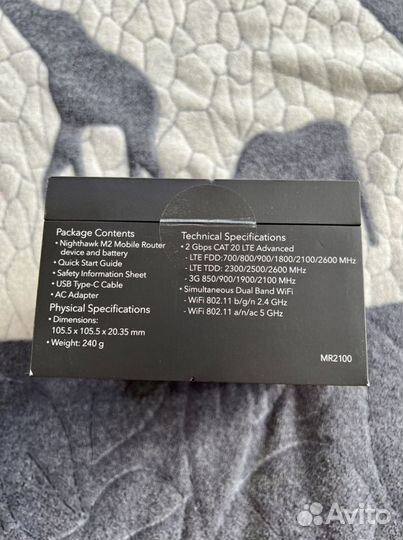 Package Contents
• Nighthawk M2 Mobile Router
device and battery
• Quick Start Guide
• Safety Information Sheet
• USB Type-C Cable
• AC Adapter
Physical Specifications
• Dimensions:
105.5 x 105.5 x 20.35 mm
• Weight: 240 g
Technical Specifications
• 2 Gbps CAT 20 LTE Advanced
- LTE FDD:700/800/900/1800/2100/2600 MHz
- LTE TDD: 2300/2500/2600 MHz
- 3G 850/900/1900/2100 MHz
• Simultaneous Dual Band WiFi
- WiFi 802.11 b/g/n 2.4 GHz
- WiFi 802.11 a/n/ac 5 GHz
MR2100
Avito